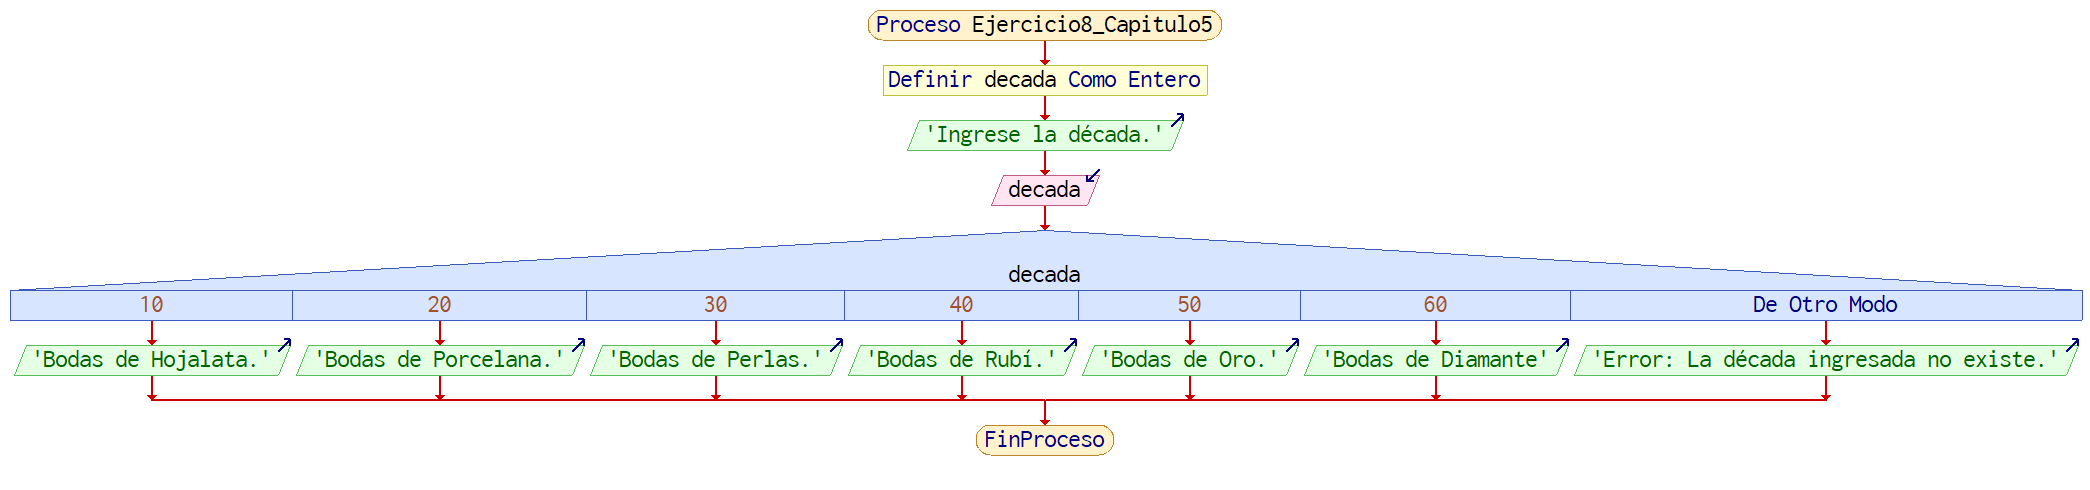 Proceso Ejercicio8_Capitulo5
Definir decada Como Entero
'Ingrese la década.'
decada
decada
10 20 30 40 50 60 De Otro Modo
'Bodas de Hojalata.' 'Bodas de Porcelana.' 'Bodas de Perlas.' 'Bodas de Rubí.' 'Bodas de Oro.' 'Bodas de Diamante' 'Error: La década ingresada no existe.'
FinProceso